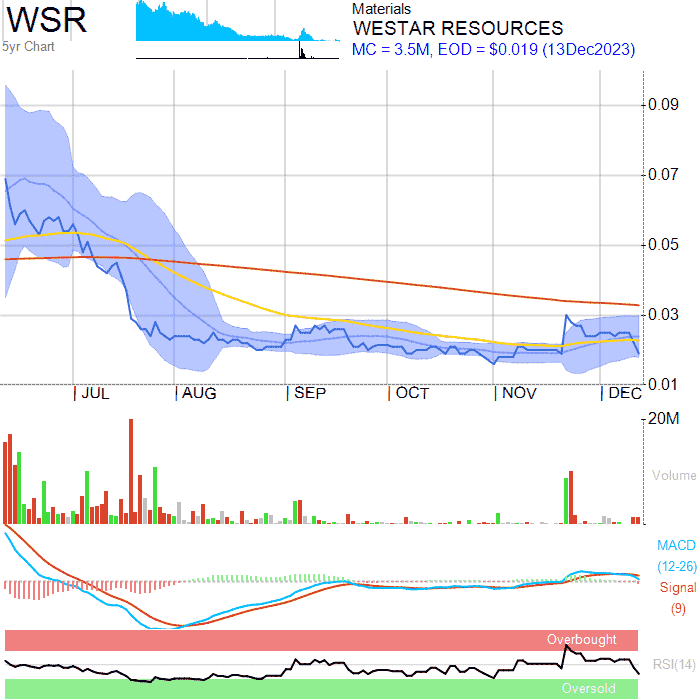 WSR
5yr Chart
Materials
WESTAR RESOURCES
MC = 3.5M, EOD = $0.019 (13Dec2023)
0.09
0.07
0.05
0.03
0.01
JUL AUG SEP OCT NOV DEC
20M
Volume
MACD
(12-26)
Signal
(9)
Overbought
RSI(14)
Oversold